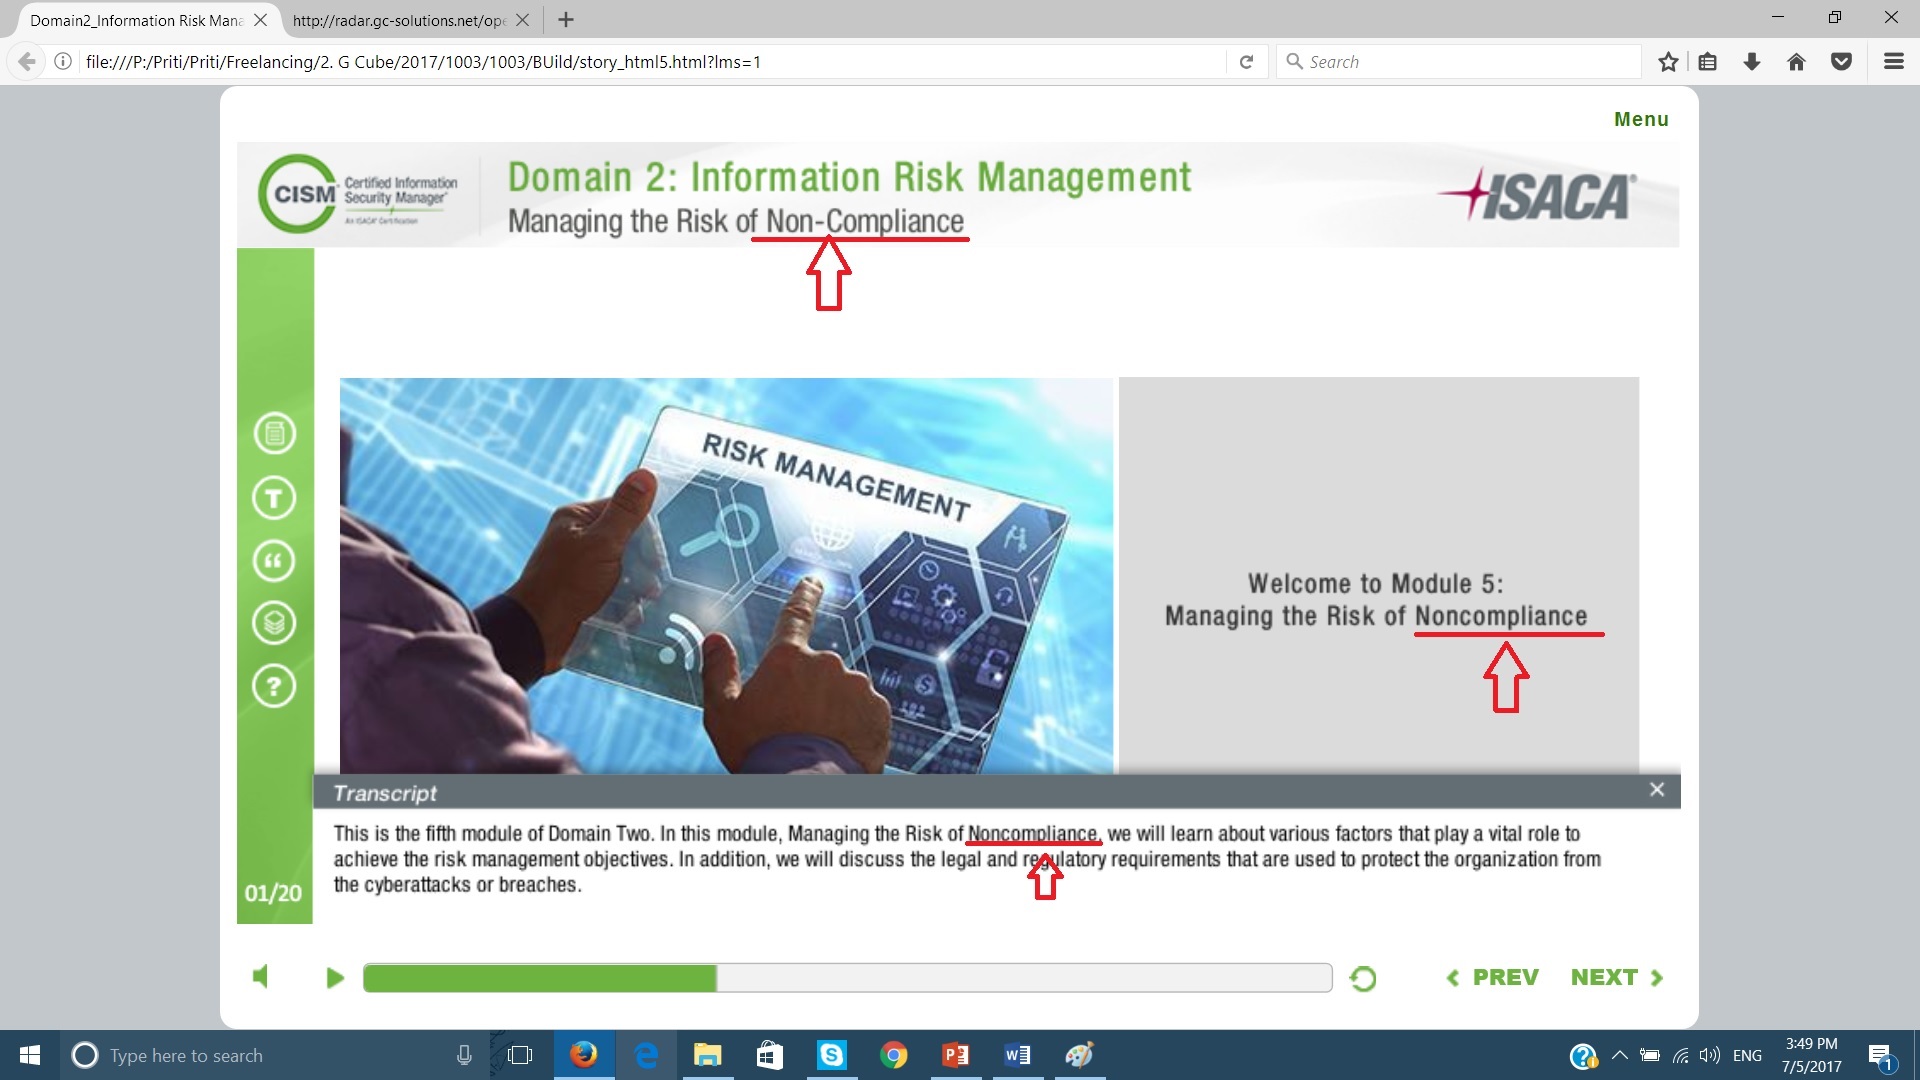 Domain2_Information Risk Mana
http://radar.gc-solutions.net/ope
file:///P:/Priti/Priti/Freelancing/2. G Cube/2017/1003/1003/BUild/story_html5.html?lms=1
Search
Menu
CISM Certified Information
Security Manager
An ISACA Certification
Domain 2: Information Risk Management
Managing the Risk of Non-Compliance
ISACA
RISK MANAGEMENT
T
?
Welcome to Module 5:
Managing the Risk of Noncompliance
Transcript
This is the fifth module of Domain Two. In this module, Managing the Risk of Noncompliance, we will learn about various factors that play a vital role to
achieve the risk management objectives. In addition, we will discuss the legal and regulatory requirements that are used to protect the organization from
the cyberattacks or breaches.
01/20
PREV NEXT
Type here to search
ENG
3:49 PM
7/5/2017
1